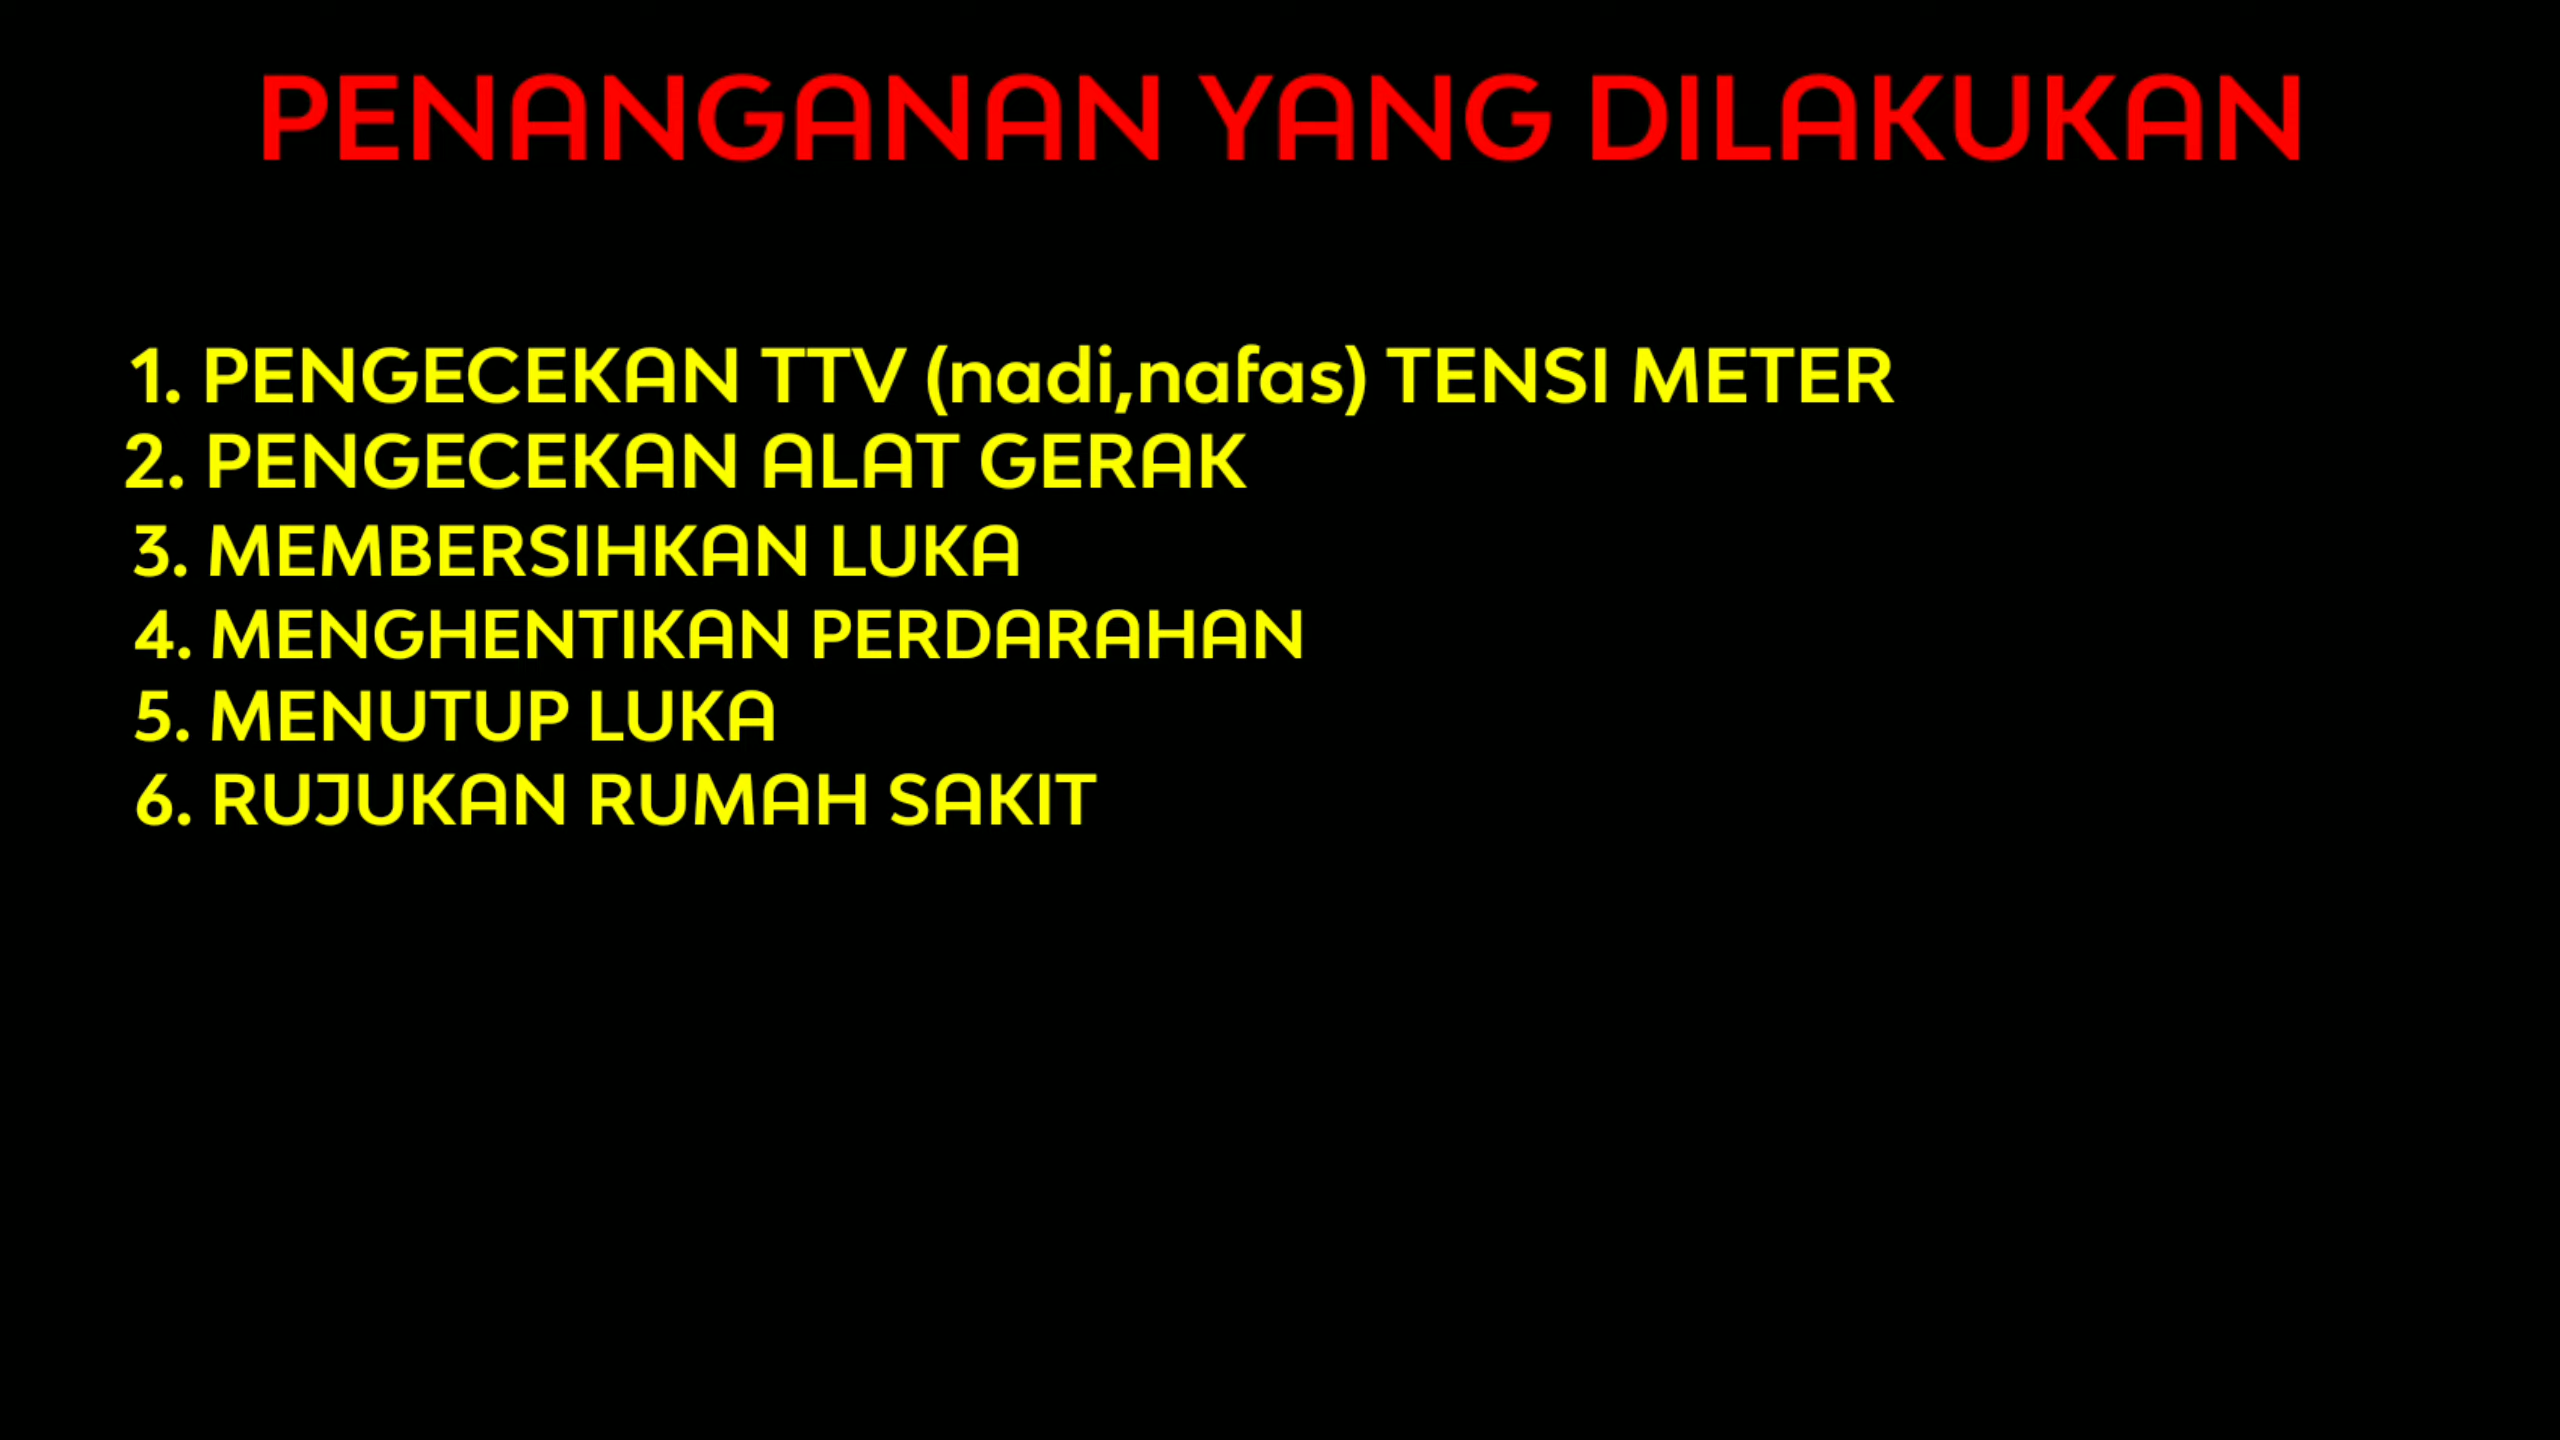 PENANGANAN YANG DILAKUKAN
1. PENGECEKAN TTV (nadi,nafas) TENSI METER
2. PENGECEKAN ALAT GERAK
3. MEMBERSIHKAN LUKA
4. MENGHENTIKAN PERDARAHAN
5. MENUTUP LUKA
6. RUJUKAN RUMAH SAKIT